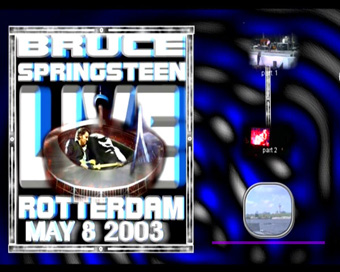 BRUCE
SPRINGSTEEN
LIVE
ROTTERDAM
MAY 8 2003
part 1
part 2